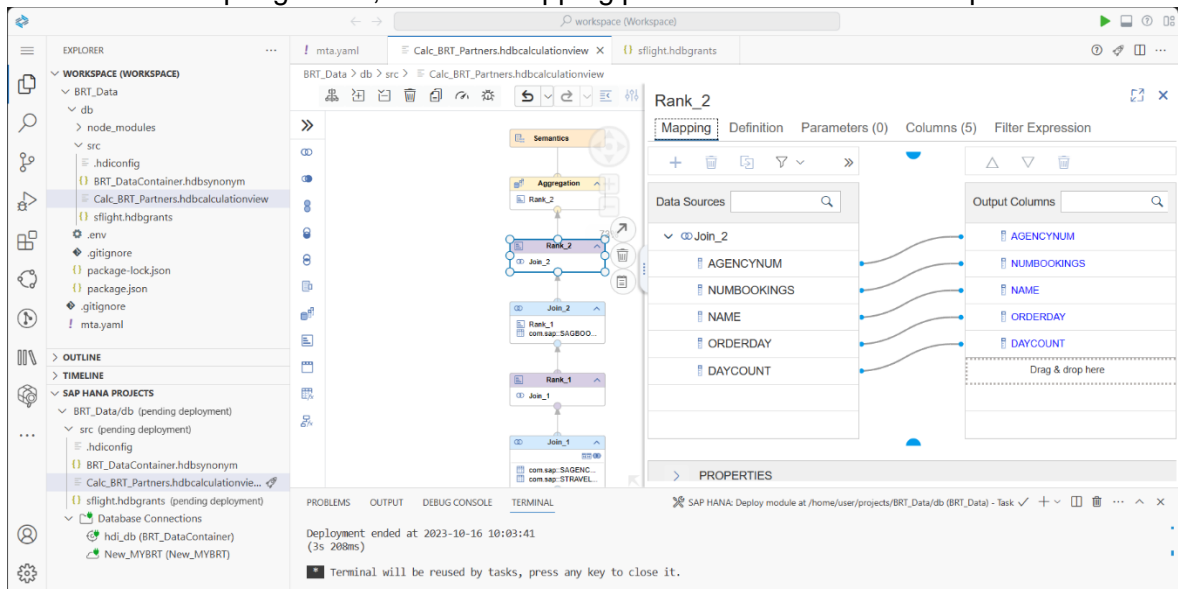 workspace (Workspace)
EXPLORER
WORKSPACE (WORKSPACE)
BRT_Data
db
node_modules
src
.hdiconfig
BRT_DataContainer.hdbsynonym
Calc_BRT_Partners.hdbcalculationview
sflight.hdbgrants
.env
.gitignore
package-lock.json
package.json
.gitignore
mta.yaml
OUTLINE
TIMELINE
SAP HANA PROJECTS
BRT_Data/db (pending deployment)
src (pending deployment)
.hdiconfig
BRT_DataContainer.hdbsynonym
Calc_BRT_Partners.hdbcalculationvie...
sflight.hdbgrants (pending deployment)
Database Connections
hdi_db (BRT_DataContainer)
New_MYBRT (New_MYBRT)
! mta.yaml
Calc_BRT_Partners.hdbcalculationview
sflight.hdbgrants
BRT_Data > db > src > Calc_BRT_Partners.hdbcalculationview
Semantics
Aggregation
Rank_2
Rank_2
Join_2
Join_2
Rank_1
com.sap::SAGBOO...
Rank_1
Join_1
Join_1
com.sap::SAGENC...
com.sap::STRAVEL...
Rank_2
Mapping Definition Parameters (0) Columns (5) Filter Expression
Data Sources
Output Columns
Join_2
AGENCYNUM
NUMBOOKINGS
NAME
ORDERDAY
DAYCOUNT
AGENCYNUM
NUMBOOKINGS
NAME
ORDERDAY
DAYCOUNT
Drag & drop here
PROPERTIES
PROBLEMS OUTPUT DEBUG CONSOLE TERMINAL
SAP HANA: Deploy module at /home/user/projects/BRT_Data/db (BRT_Data) - Task
Deployment ended at 2023-10-16 10:03:41
(3s 208ms)
* Terminal will be reused by tasks, press any key to close it.